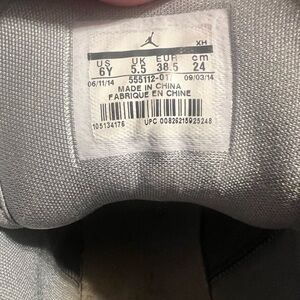 XH
US UK EUR cm
6Y 5.5 38.5 24
06/11/14 555112-01 09/03/14
MADE IN CHINA
FABRIQUE EN CHINE
105134176 UPC 00826215925248